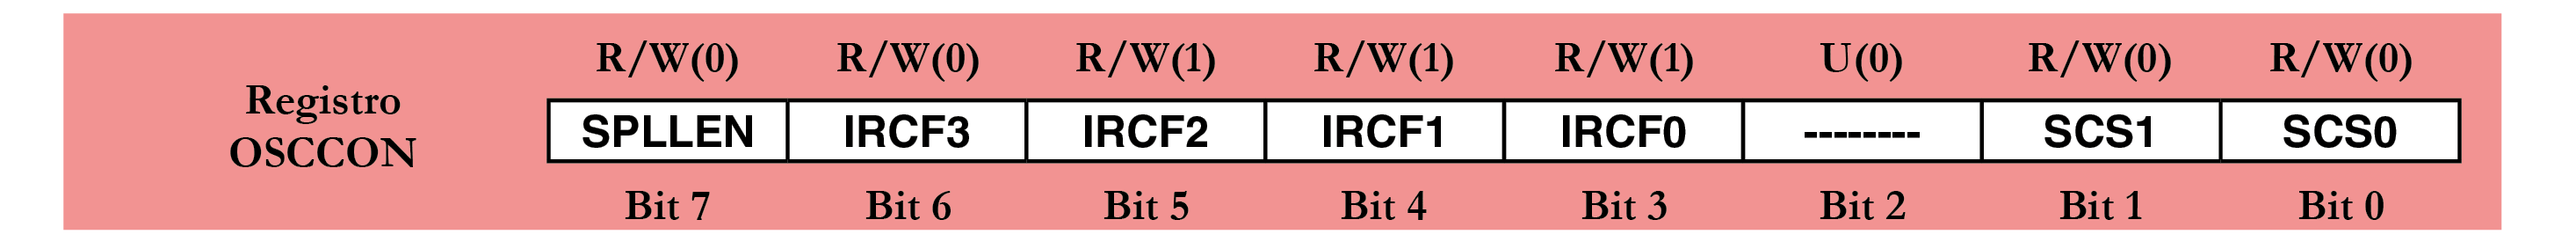 R/W(0) R/W(0) R/W(1) R/W(1) R/W(1) U(0) R/W(0) R/W(0)
Registro
OSCCON
SPLLEN IRCF3 IRCF2 IRCF1 IRCF0 -------- SCS1 SCS0
Bit 7 Bit 6 Bit 5 Bit 4 Bit 3 Bit 2 Bit 1 Bit 0